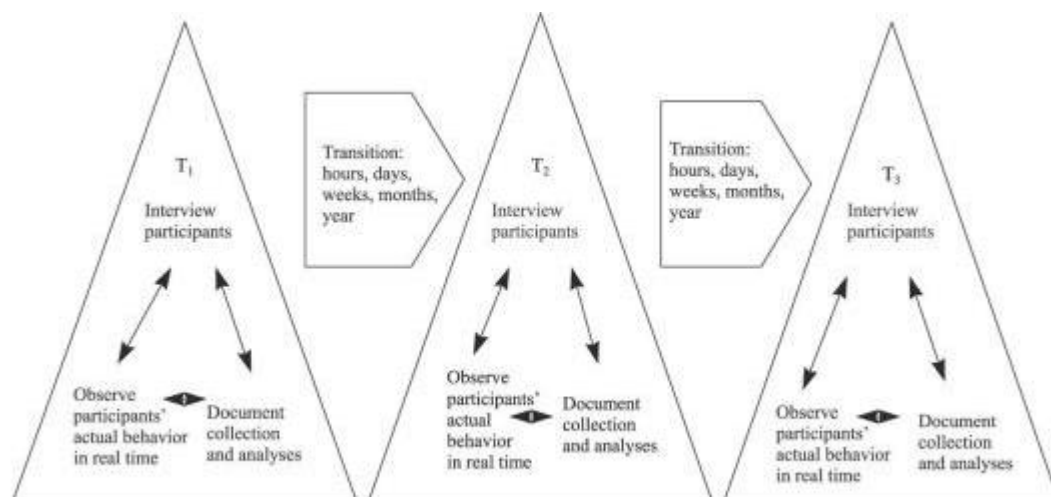 T₁
Interview
participants
Observe
participants'
actual behavior
in real time
Document
collection
and analyses
Transition:
hours, days,
weeks, months,
year
T₂
Interview
participants
Observe
participants'
actual
behavior
in real time
Document
collection
and analyses
Transition:
hours, days,
weeks, months,
year
T₃
Interview
participants
Observe
participants'
actual behavior
in real time
Document
collection
and analyses